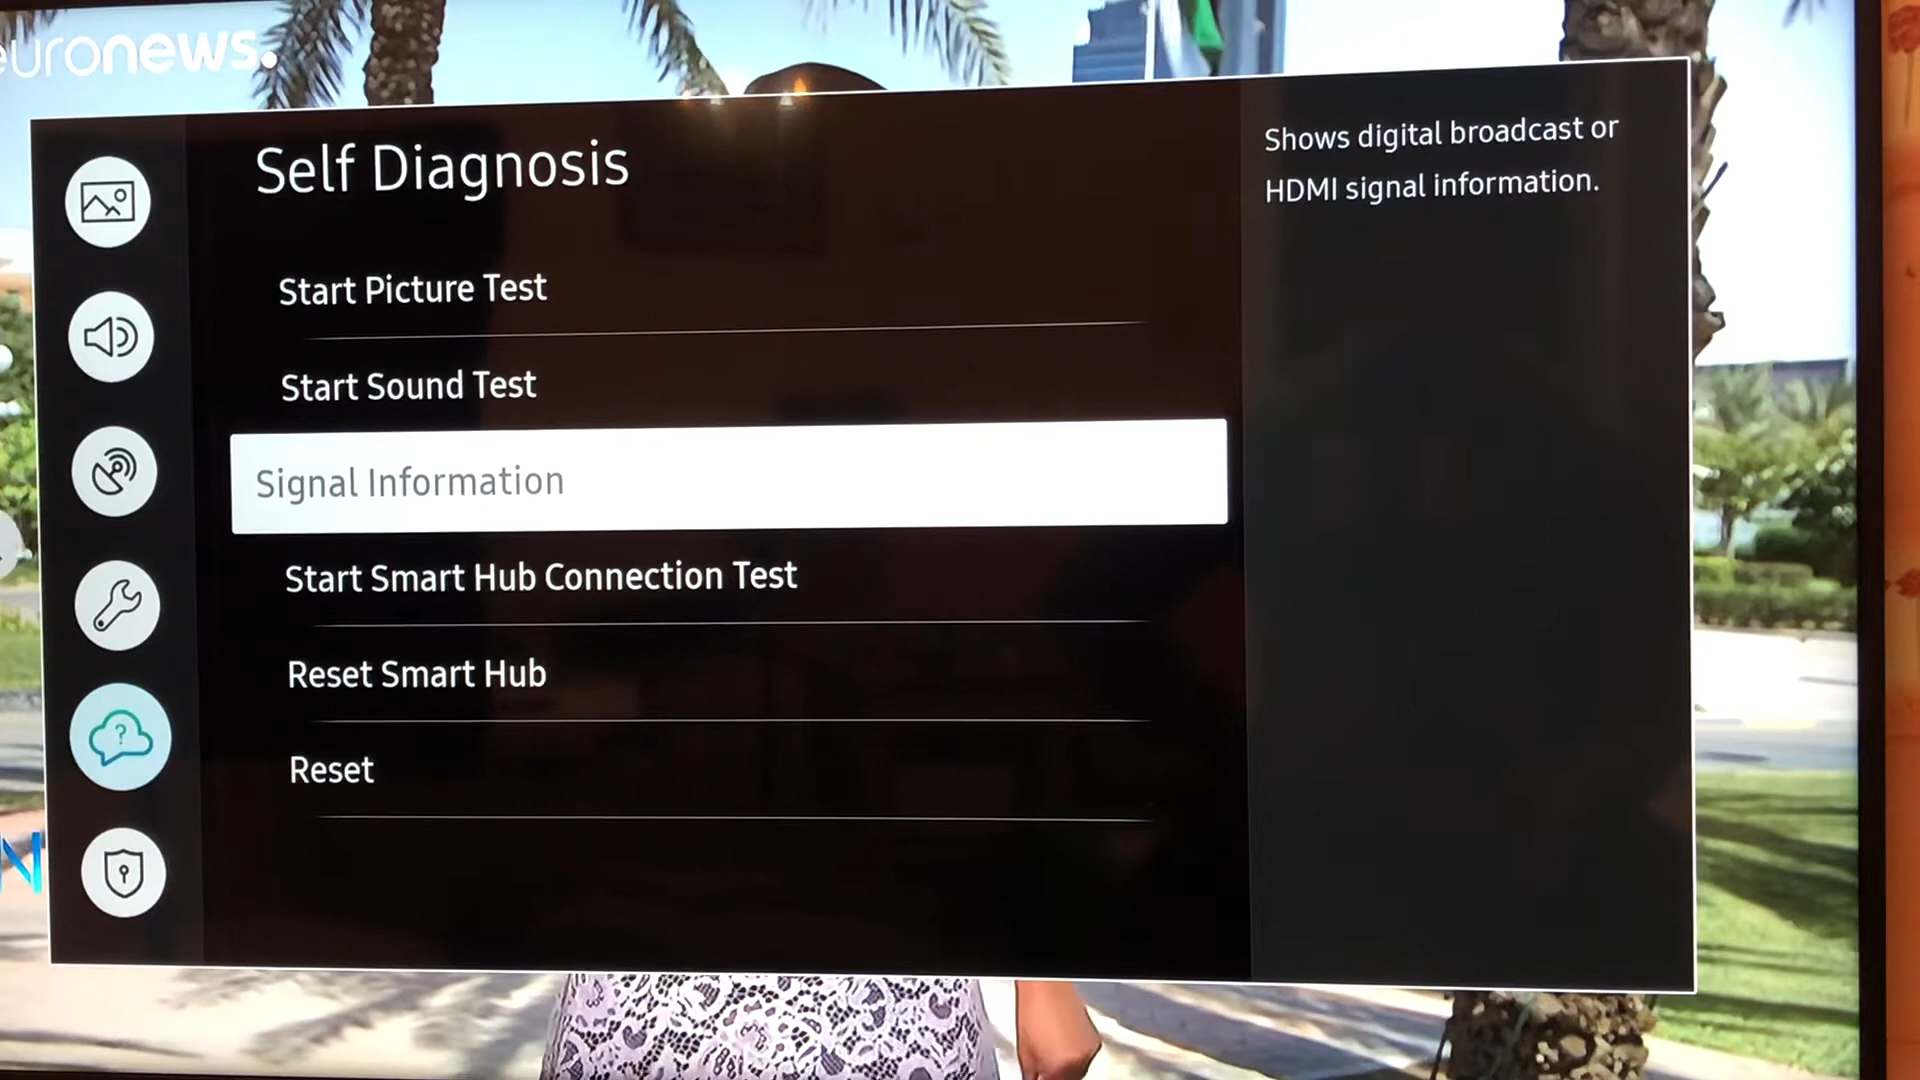 euronews.
Self Diagnosis
Shows digital broadcast or
HDMI signal information.
Start Picture Test
Start Sound Test
Signal Information
Start Smart Hub Connection Test
?
Reset Smart Hub
Reset
N